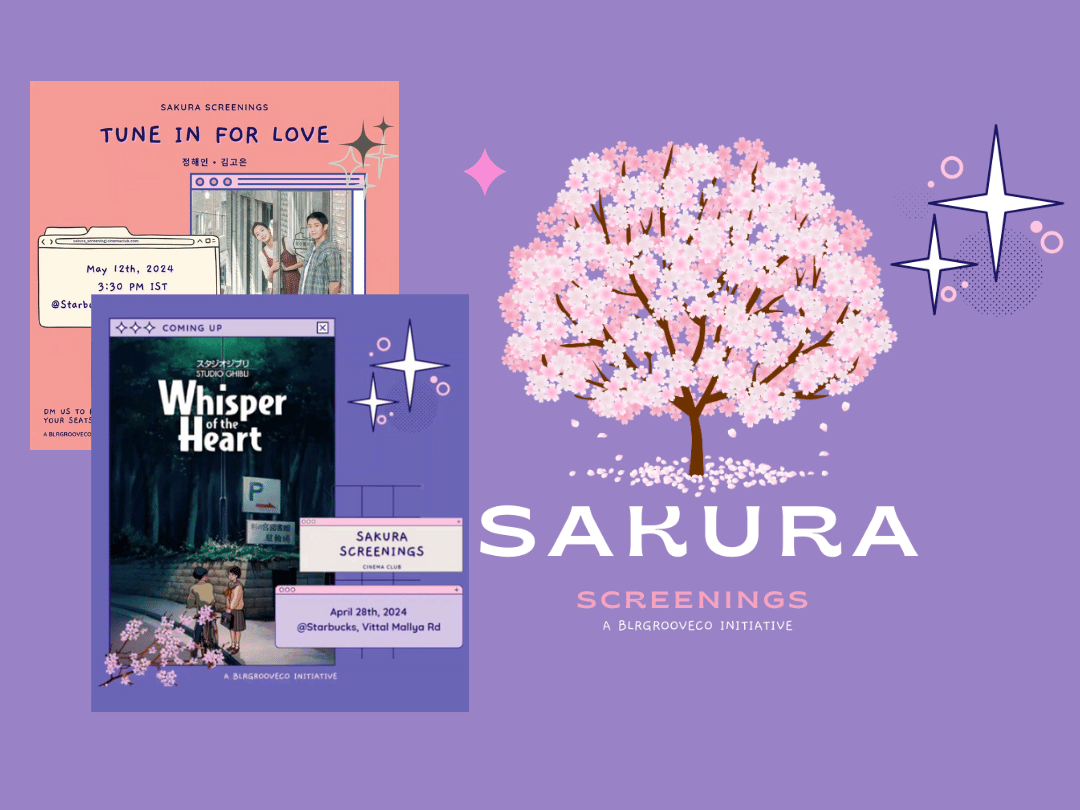 SAKURA SCREENINGS
TUNE IN FOR LOVE
정해인 • 김고은
May 12th, 2024
3:30 PM IST
@Starbu
DM US TO
YOUR SEATS
A BLRGROOVECO
COMING UP
スタジオジブリ
STUDIO GHIBLI
Whisper
of the
Heart
P
SAKURA
SCREENINGS
CINEMA CLUB
April 28th, 2024
@Starbucks, Vittal Mallya Rd
A BLRGROOVECO INITIATIVE
SAKURA
SCREENINGS
A BLRGROOVECO INITIATIVE